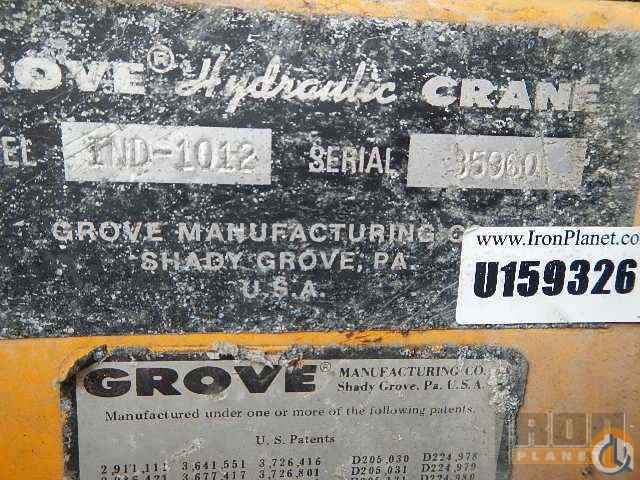 ROVE® Hydraulic CRANE
EL IND-1012 SERIAL 35960
GROVE MANUFACTURING C
SHADY GROVE, PA.
U.S.A.
www.IronPlanet.co
U159326
GROVE® MANUFACTURING CO.
Shady Grove, Pa. U.S.A.
Manufactured under one or more of the following patents.
U. S. Patents
2,911,111 3,641,551 3,726,416 D205,030 D224,978
3,677,417 3,726,801 D205,031 D224,979
D224,980